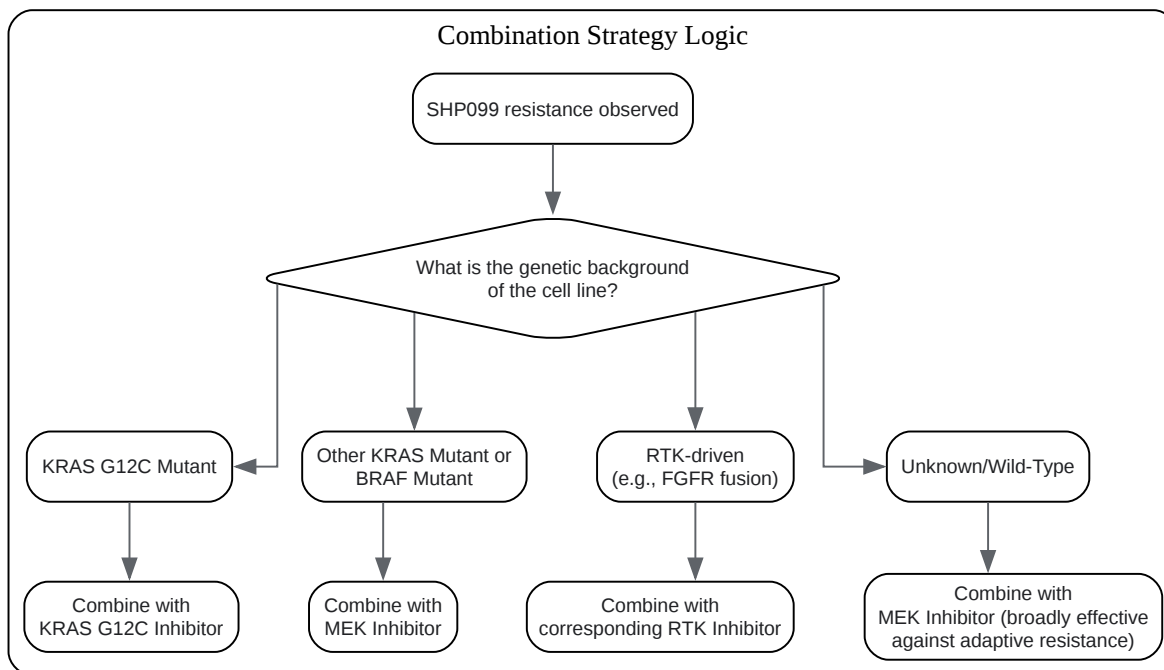 Combination Strategy Logic
SHP099 resistance observed
What is the genetic background
of the cell line?
KRAS G12C Mutant
Other KRAS Mutant or
BRAF Mutant
RTK-driven
(e.g., FGFR fusion)
Unknown/Wild-Type
Combine with
KRAS G12C Inhibitor
Combine with
MEK Inhibitor
Combine with
corresponding RTK Inhibitor
Combine with
MEK Inhibitor (broadly effective
against adaptive resistance)